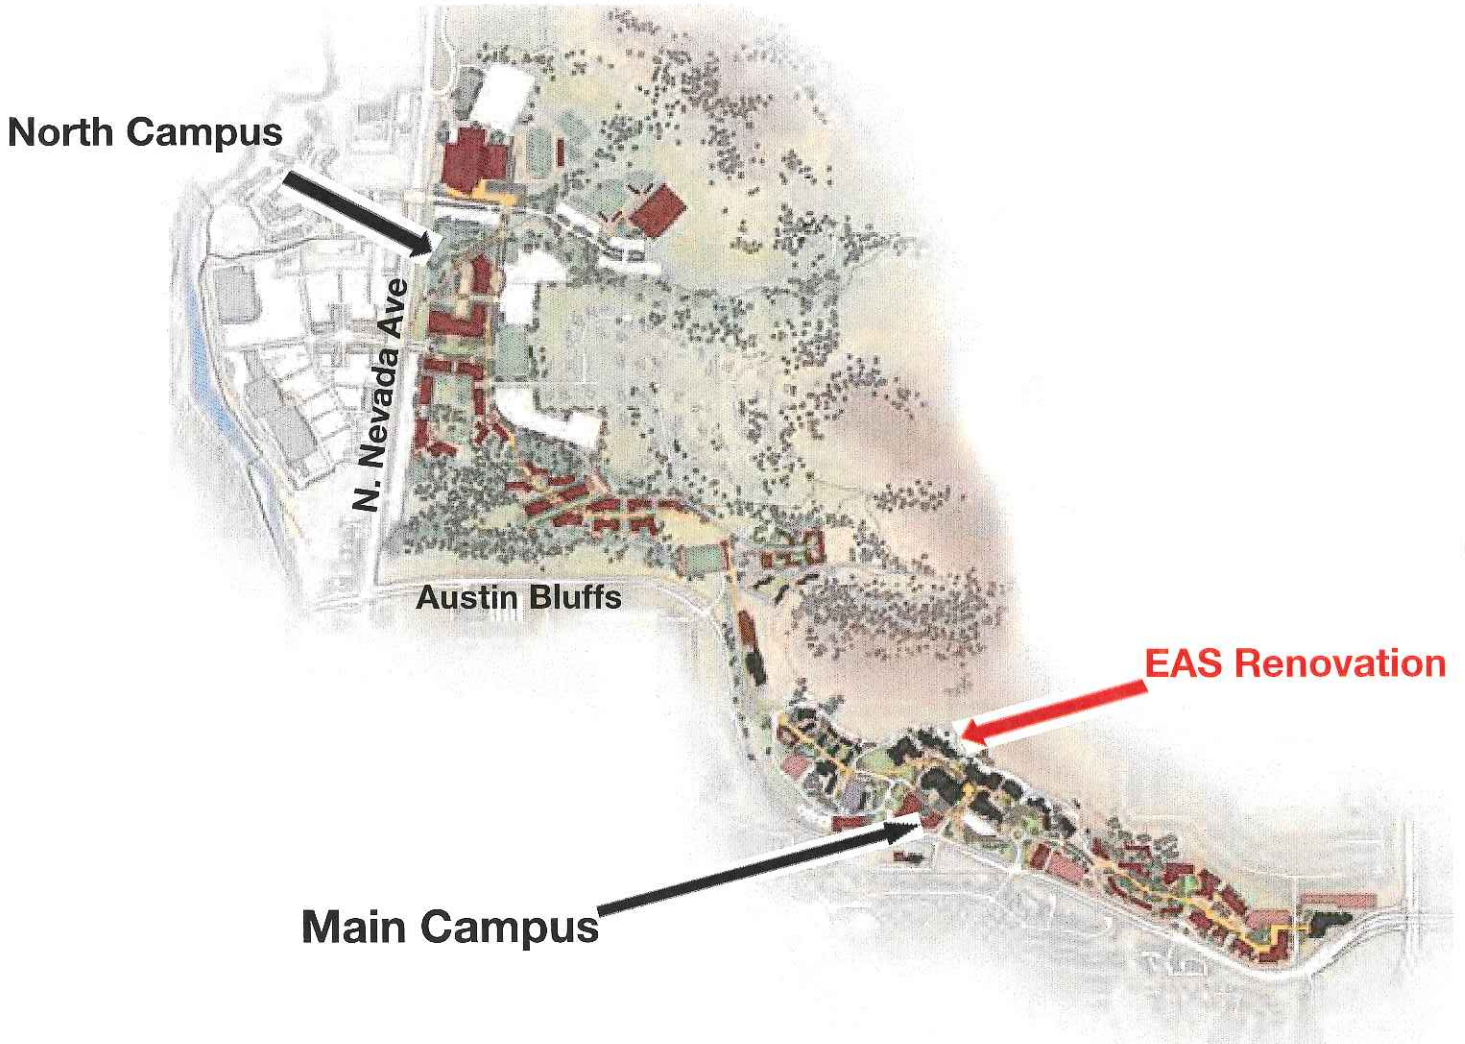 North Campus
N. Nevada Ave
Austin Bluffs
EAS Renovation
Main Campus